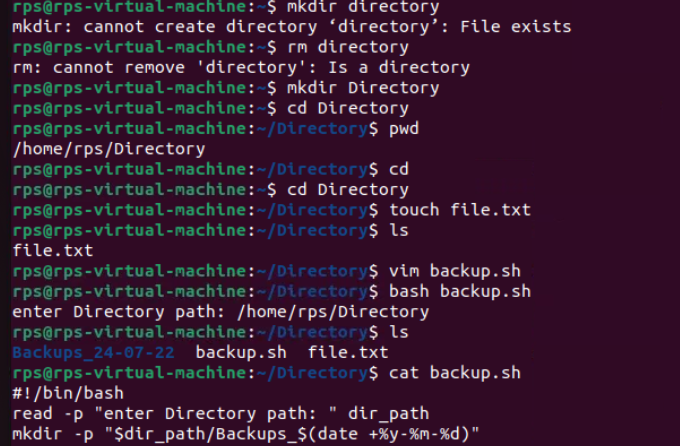 rps@rps-virtual-machine:~$ mkdir directory
mkdir: cannot create directory ‘directory’: File exists
rps@rps-virtual-machine:~$ rm directory
rm: cannot remove 'directory': Is a directory
rps@rps-virtual-machine:~$ mkdir Directory
rps@rps-virtual-machine:~$ cd Directory
rps@rps-virtual-machine:~/Directory$ pwd
/home/rps/Directory
rps@rps-virtual-machine:~/Directory$ cd
rps@rps-virtual-machine:~$ cd Directory
rps@rps-virtual-machine:~/Directory$ touch file.txt
rps@rps-virtual-machine:~/Directory$ ls
file.txt
rps@rps-virtual-machine:~/Directory$ vim backup.sh
rps@rps-virtual-machine:~/Directory$ bash backup.sh
enter Directory path: /home/rps/Directory
rps@rps-virtual-machine:~/Directory$ ls
Backups_24-07-22  backup.sh  file.txt
rps@rps-virtual-machine:~/Directory$ cat backup.sh
#!/bin/bash
read -p "enter Directory path: " dir_path
mkdir -p "$dir_path/Backups_$(date +%y-%m-%d)"